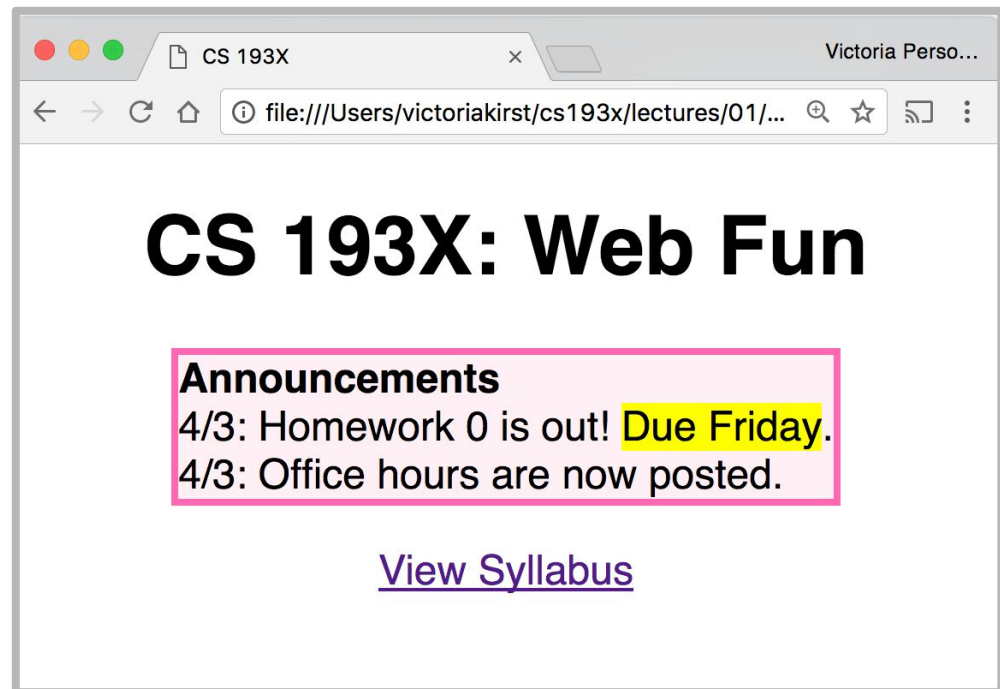 CS 193X
Victoria Perso...
file:///Users/victoriakirst/cs193x/lectures/01/...
CS 193X: Web Fun
Announcements
4/3: Homework 0 is out! Due Friday.
4/3: Office hours are now posted.
View Syllabus